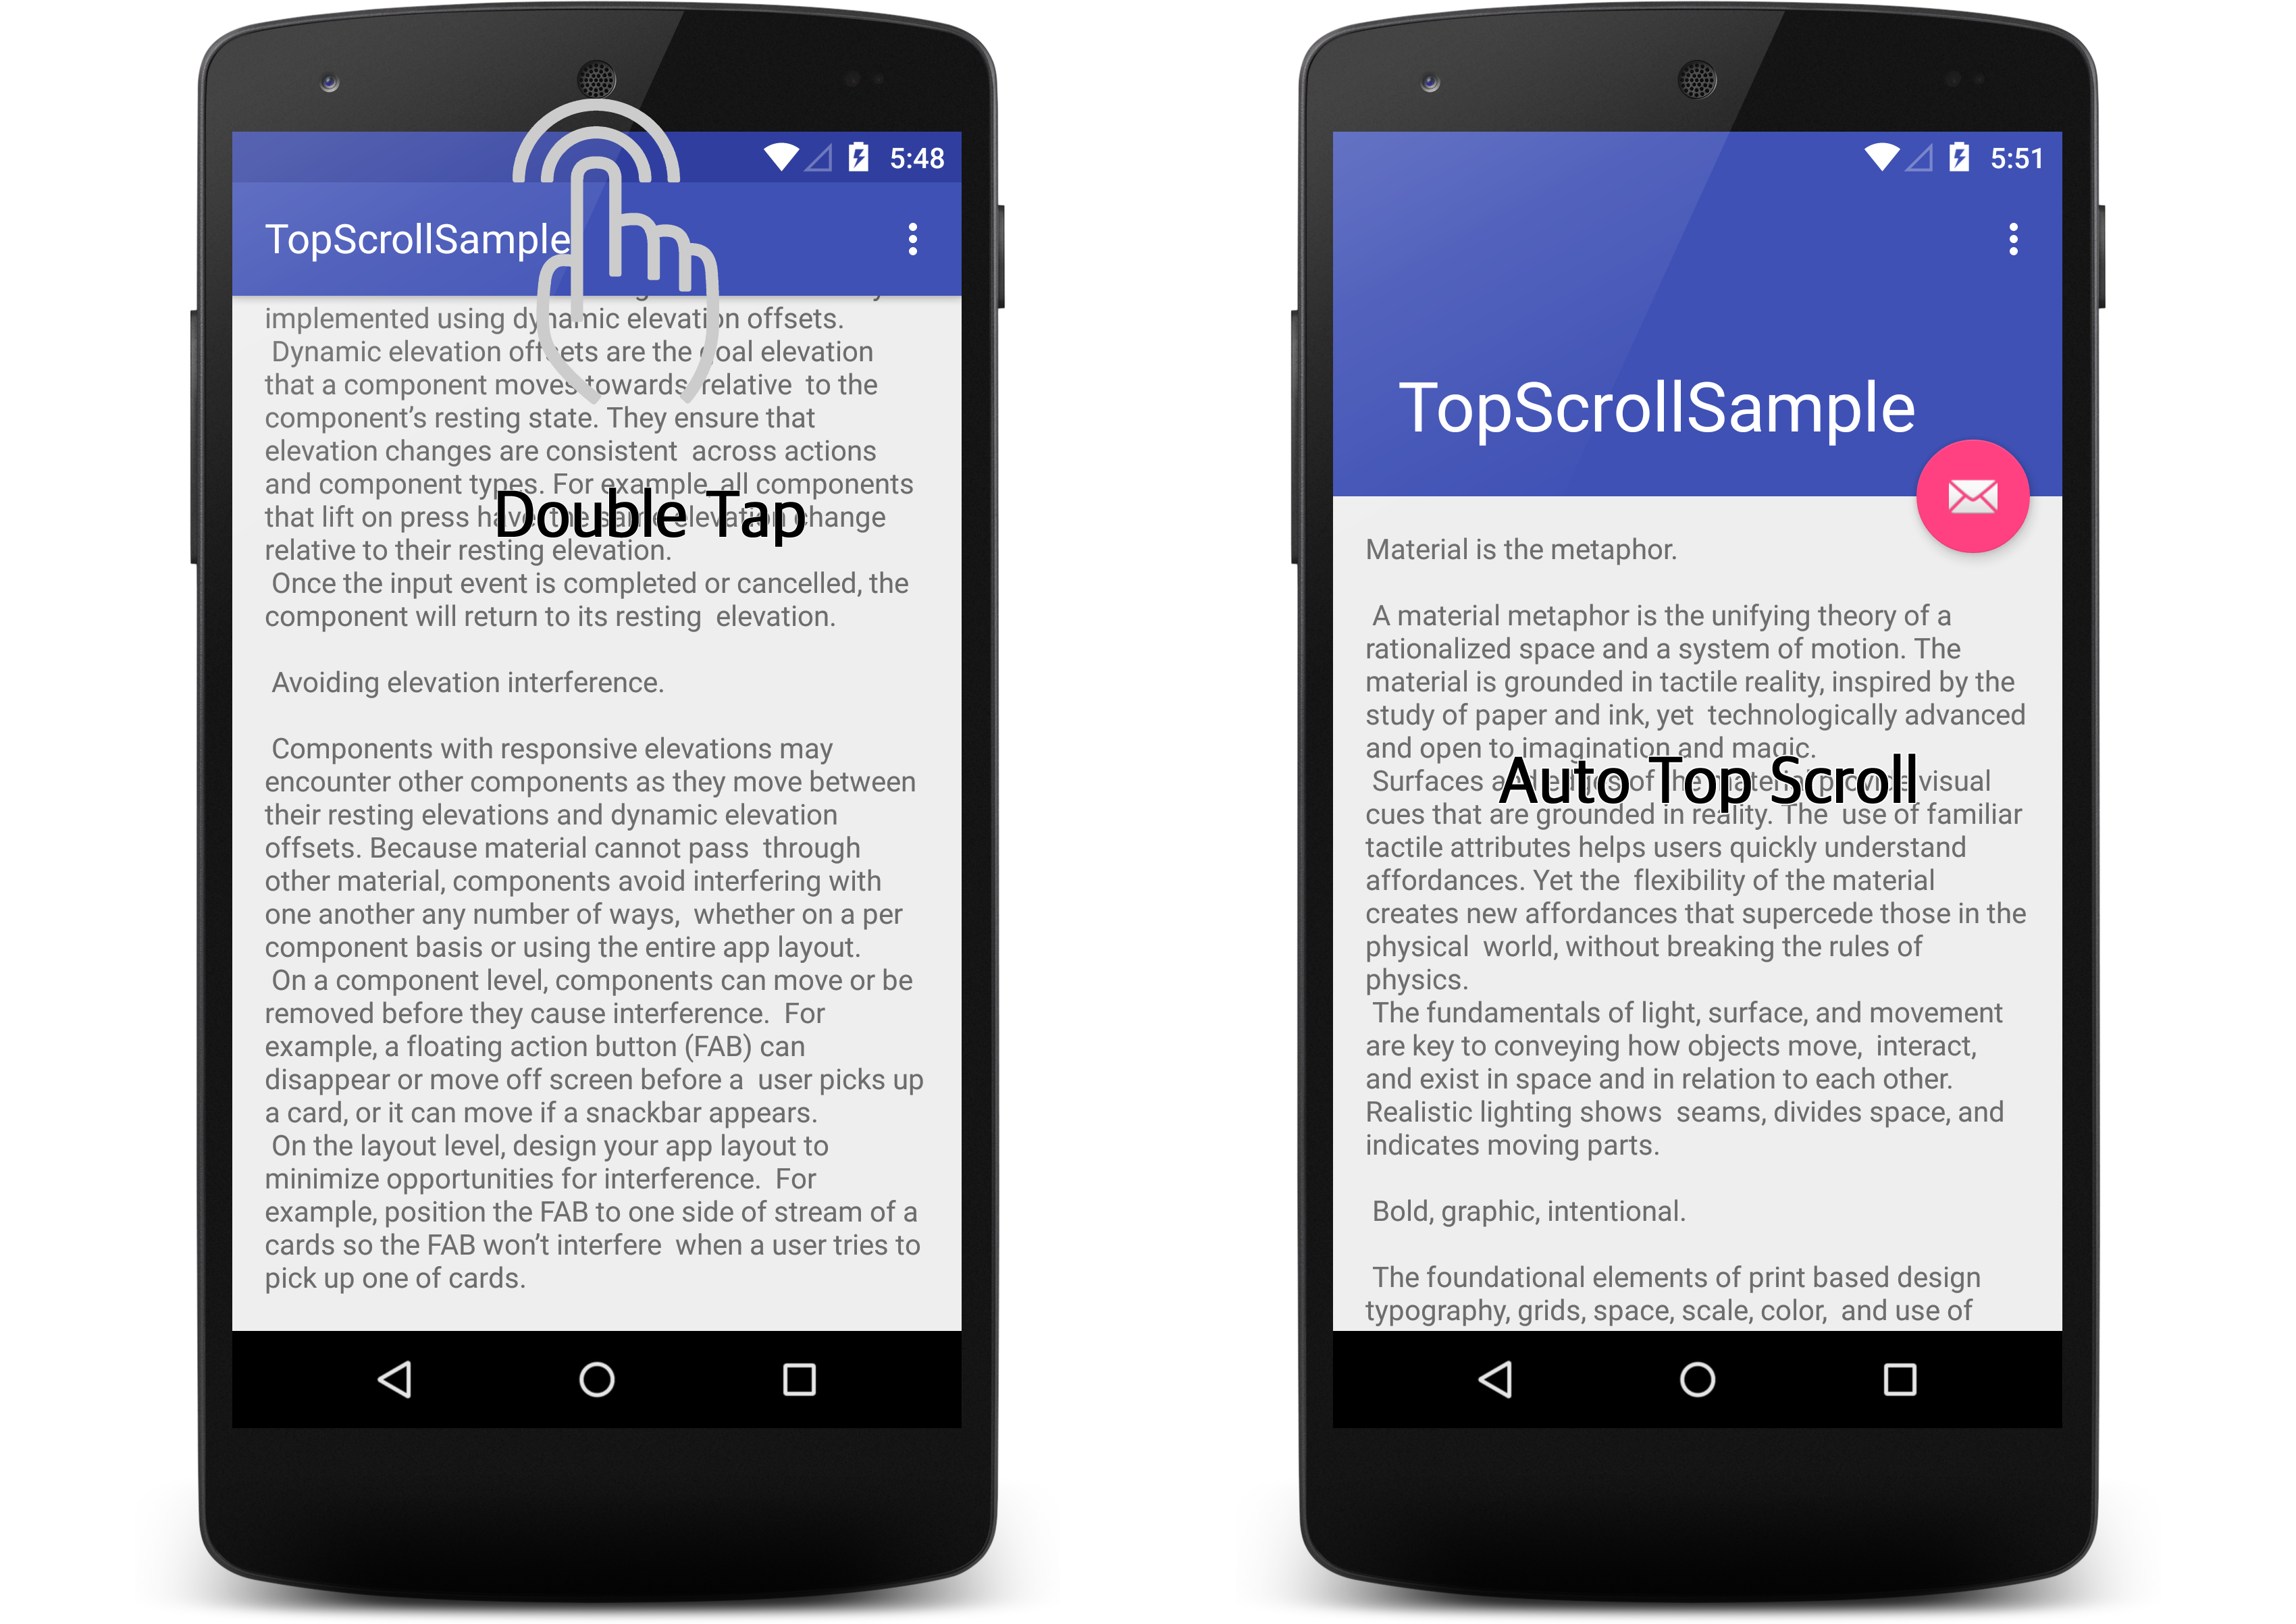 5:48
TopScrollSample
implemented using dynamic elevation offsets.
Dynamic elevation offsets are the goal elevation
that a component moves towards, relative to the
component’s resting state. They ensure that
elevation changes are consistent across actions
and component types. For example, all components
that lift on press have the same elevation change
Double Tap
relative to their resting elevation.
Once the input event is completed or cancelled, the
component will return to its resting elevation.
Avoiding elevation interference.
Components with responsive elevations may
encounter other components as they move between
their resting elevations and dynamic elevation
offsets. Because material cannot pass through
other material, components avoid interfering with
one another any number of ways, whether on a per
component basis or using the entire app layout.
On a component level, components can move or be
removed before they cause interference. For
example, a floating action button (FAB) can
disappear or move off screen before a user picks up
a card, or it can move if a snackbar appears.
On the layout level, design your app layout to
minimize opportunities for interference. For
example, position the FAB to one side of stream of a
cards so the FAB won’t interfere when a user tries to
pick up one of cards.
5:51
TopScrollSample
Material is the metaphor.
A material metaphor is the unifying theory of a
rationalized space and a system of motion. The
material is grounded in tactile reality, inspired by the
study of paper and ink, yet technologically advanced
and open to imagination and magic.
Surfaces and edges of the material provide visual
Auto Top Scroll
cues that are grounded in reality. The use of familiar
tactile attributes helps users quickly understand
affordances. Yet the flexibility of the material
creates new affordances that supercede those in the
physical world, without breaking the rules of
physics.
The fundamentals of light, surface, and movement
are key to conveying how objects move, interact,
and exist in space and in relation to each other.
Realistic lighting shows seams, divides space, and
indicates moving parts.
Bold, graphic, intentional.
The foundational elements of print based design
typography, grids, space, scale, color, and use of